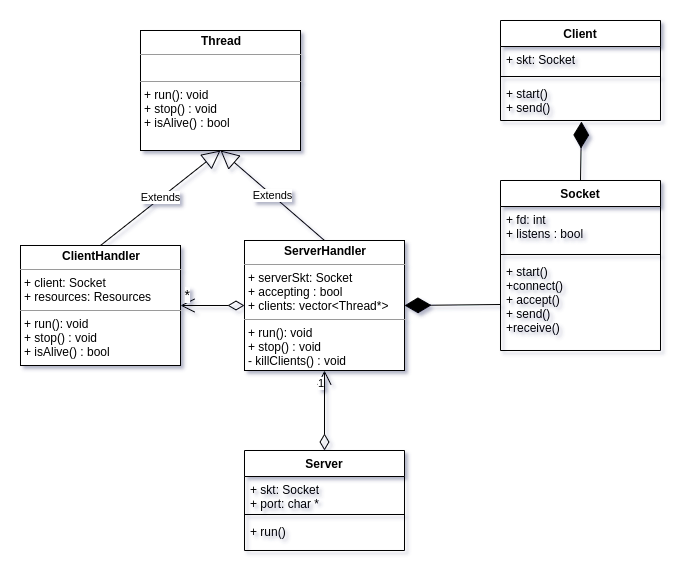 Thread
+ run(): void
+ stop() : void
+ isAlive() : bool
Client
+ skt: Socket
+ start()
+ send()
Extends
Extends
Socket
+ fd: int
+ listens : bool
+ start()
+connect()
+ accept()
+ send()
+receive()
ClientHandler
+ client: Socket
+ resources: Resources
+ run(): void
+ stop() : void
+ isAlive() : bool
*
ServerHandler
+ serverSkt: Socket
+ accepting : bool
+ clients: vector<Thread*>
+ run(): void
+ stop() : void
- killClients() : void
1
Server
+ skt: Socket
+ port: char *
+ run()